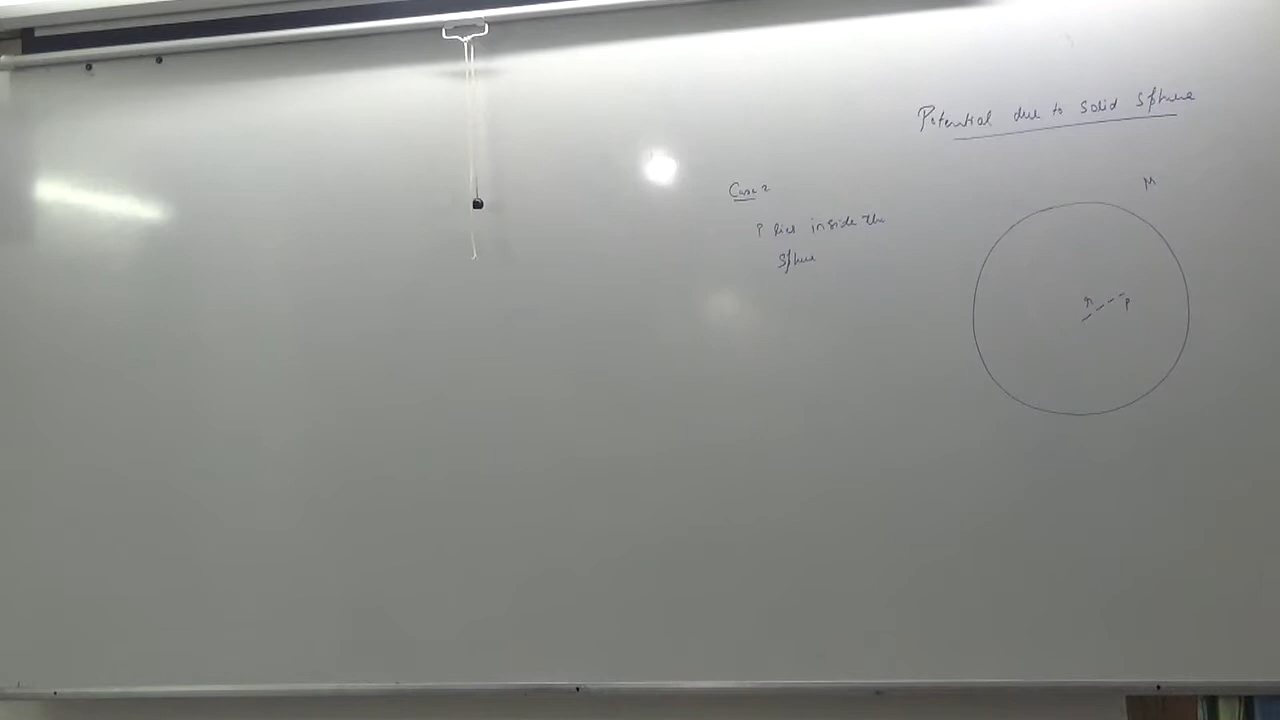 Potential due to solid sphere
Case 2
P lies inside the
sphere
M
r
P